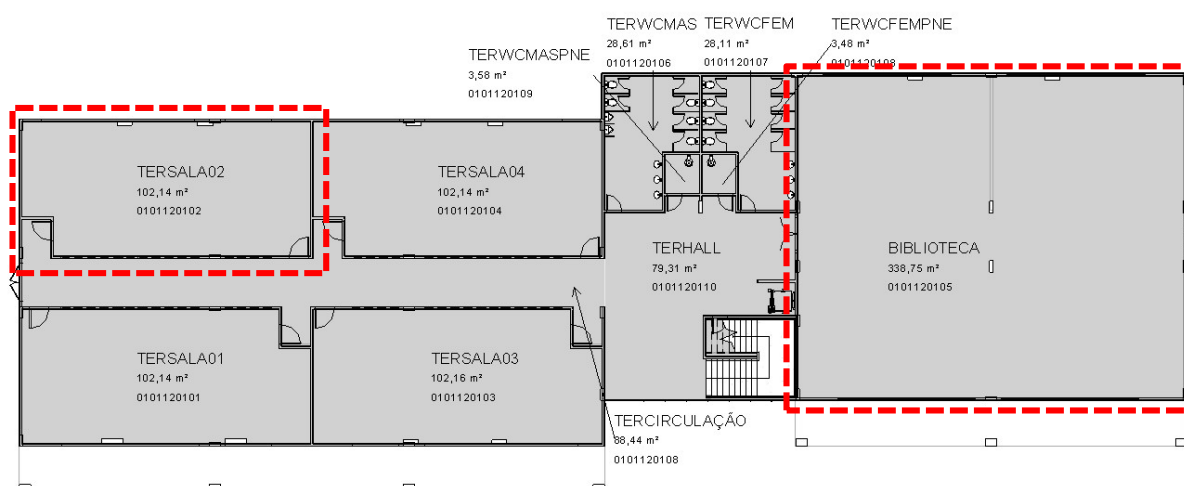 TERWCMAS
28,61 m²
0101120106
TERWCFEM
28,11 m²
0101120107
TERWCFEMPNE
3,48 m²
0101120108
TERWCMASPNE
3,58 m²
0101120109
TERSALA02
102,14 m²
0101120102
TERSALA04
102,14 m²
0101120104
TERHALL
79,31 m²
0101120110
BIBLIOTECA
338,75 m²
0101120105
TERSALA01
102,14 m²
0101120101
TERSALA03
102,16 m²
0101120103
TERCIRCULAÇÃO
88,44 m²
0101120108